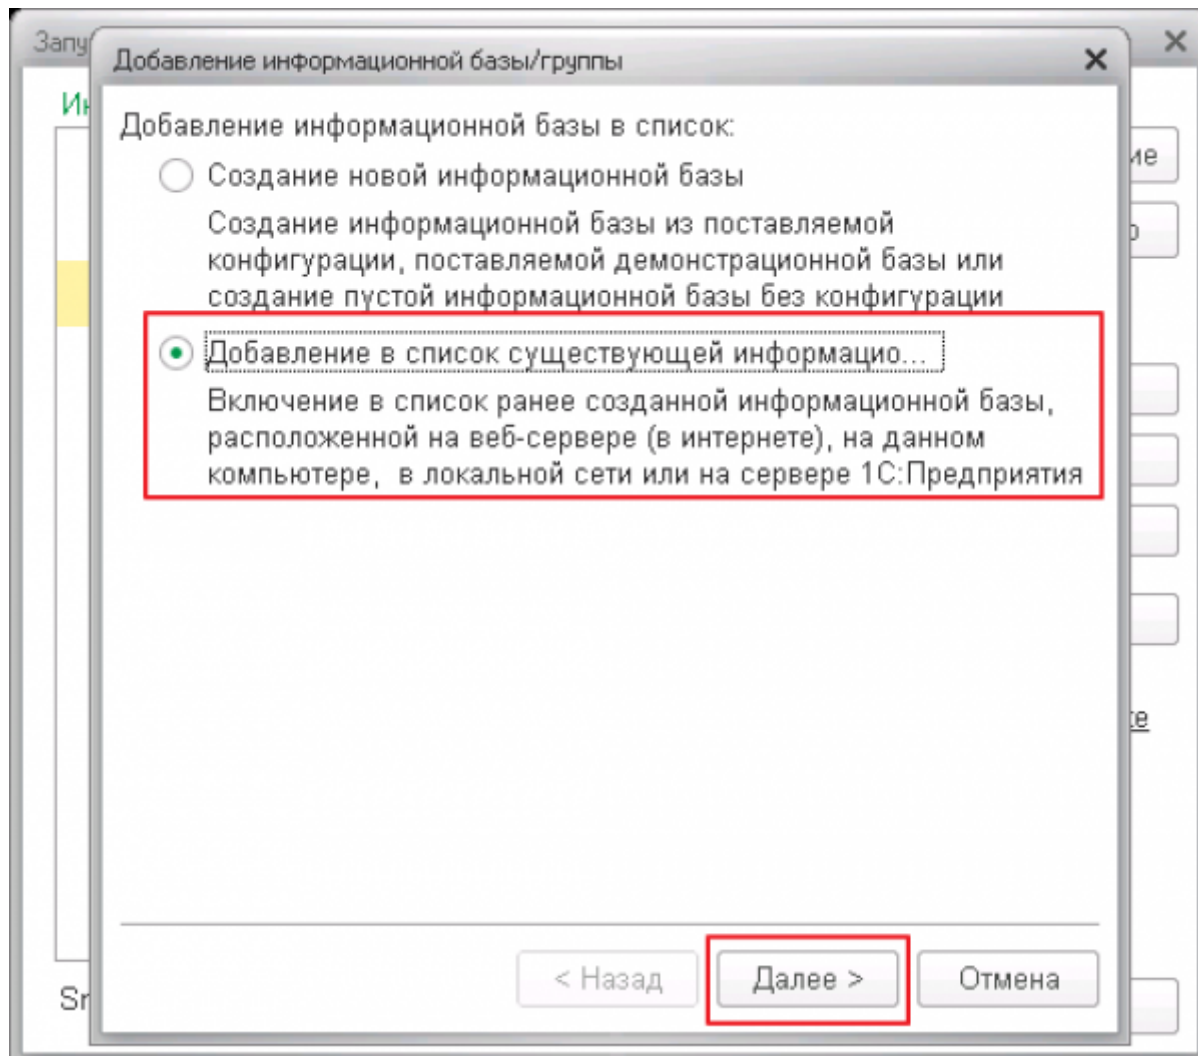 Добавление информационной базы/группы
Добавление информационной базы в список:
Создание новой информационной базы
Создание информационной базы из поставляемой
конфигурации, поставляемой демонстрационной базы или
создание пустой информационной базы без конфигурации
Добавление в список существующей информацио...
Включение в список ранее созданной информационной базы,
расположенной на веб-сервере (в интернете), на данном
компьютере, в локальной сети или на сервере 1С:Предприятия
< Назад
Далее >
Отмена